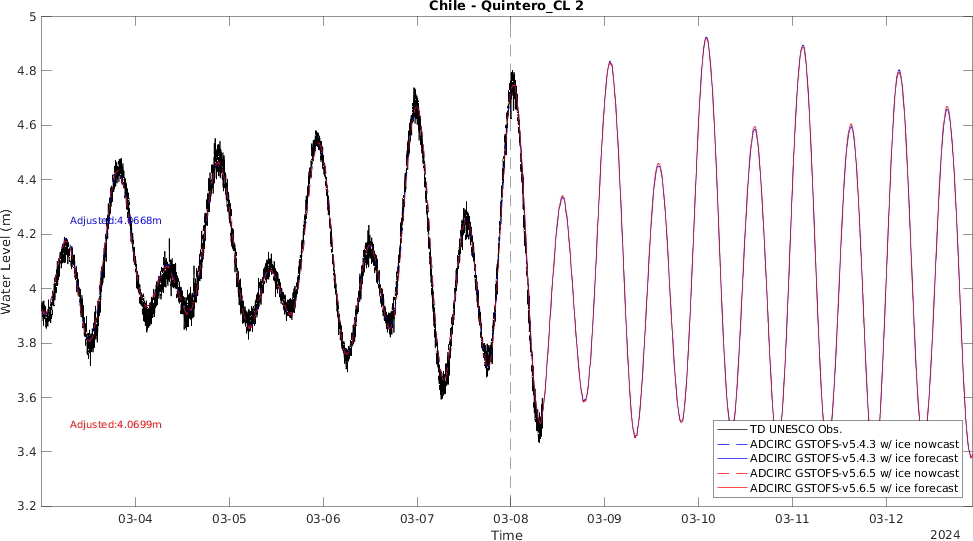 Chile - Quintero_CL 2
5
4.8
4.6
4.4
4.2
4
3.8
3.6
3.4
3.2
Water Level (m)
Adjusted:4.0668m
Adjusted:4.0699m
TD UNESCO Obs.
ADCIRC GSTOFS-v5.4.3 w/ ice nowcast
ADCIRC GSTOFS-v5.4.3 w/ ice forecast
ADCIRC GSTOFS-v5.6.5 w/ ice nowcast
ADCIRC GSTOFS-v5.6.5 w/ ice forecast
03-04 03-05 03-06 03-07 03-08 03-09 03-10 03-11 03-12
Time
2024